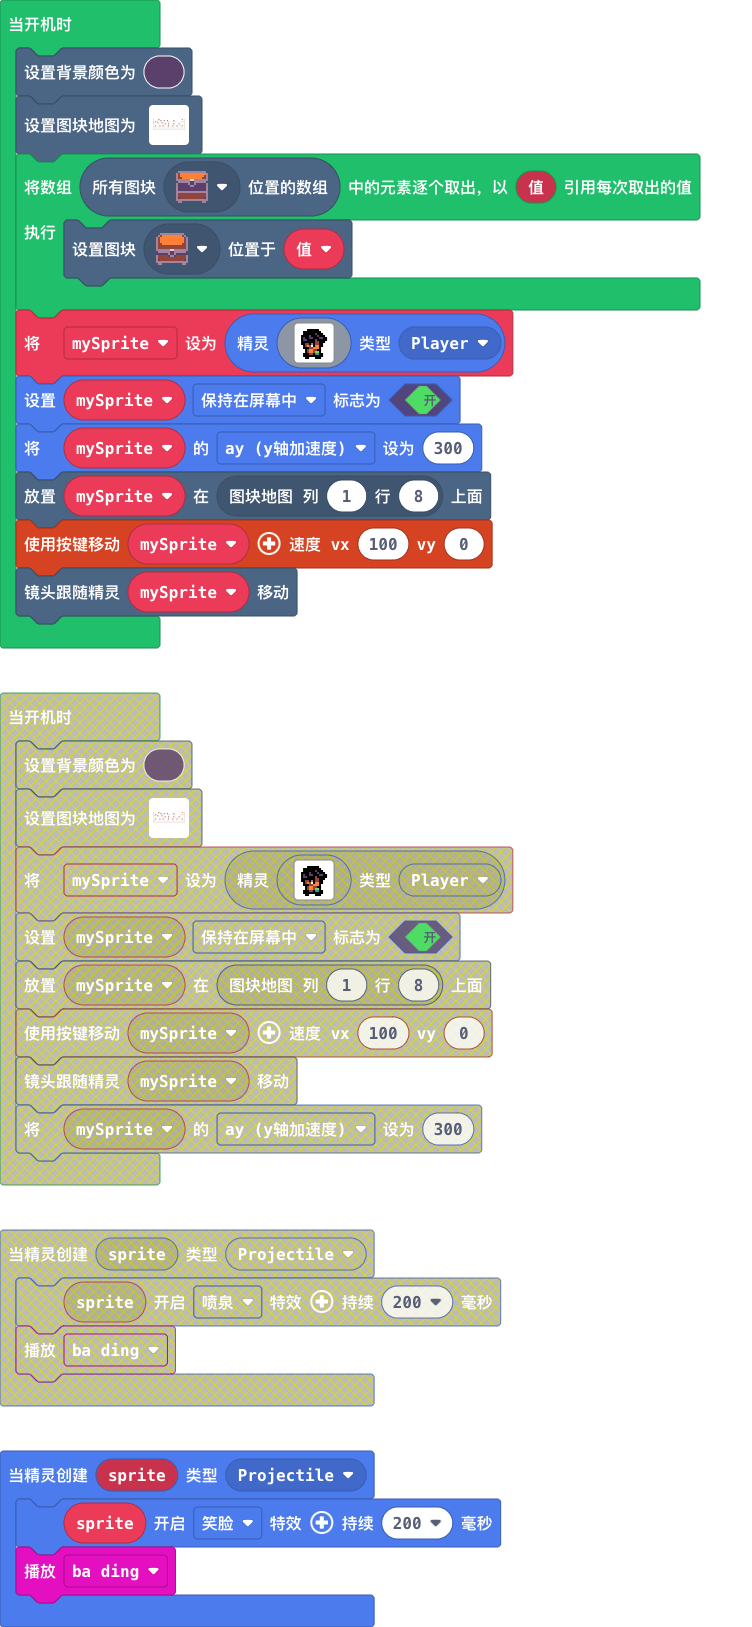 当开机时
设置背景颜色为
设置图块地图为
将数组 所有图块 位置的数组 中的元素逐个取出，以 值 引用每次取出的值
执行 设置图块 位置于 值
将 mySprite 设为 精灵 类型 Player
设置 mySprite 保持在屏幕中 标志为 开
将 mySprite 的 ay (y轴加速度) 设为 300
放置 mySprite 在 图块地图 列 1 行 8 上面
使用按键移动 mySprite 速度 vx 100 vy 0
镜头跟随精灵 mySprite 移动
当开机时
设置背景颜色为
设置图块地图为
将 mySprite 设为 精灵 类型 Player
设置 mySprite 保持在屏幕中 标志为 开
放置 mySprite 在 图块地图 列 1 行 8 上面
使用按键移动 mySprite 速度 vx 100 vy 0
镜头跟随精灵 mySprite 移动
将 mySprite 的 ay (y轴加速度) 设为 300
当精灵创建 sprite 类型 Projectile
sprite 开启 喷泉 特效 持续 200 毫秒
播放 ba ding
当精灵创建 sprite 类型 Projectile
sprite 开启 笑脸 特效 持续 200 毫秒
播放 ba ding